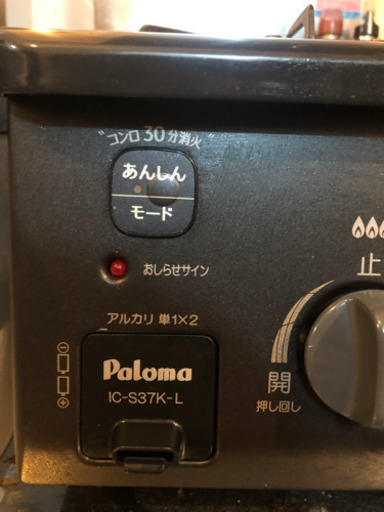 "コンロ30分消火"
あんしん
モード
おしらせサイン
アルカリ 単1×2
Paloma
IC-S37K-L
止
開
押し回し